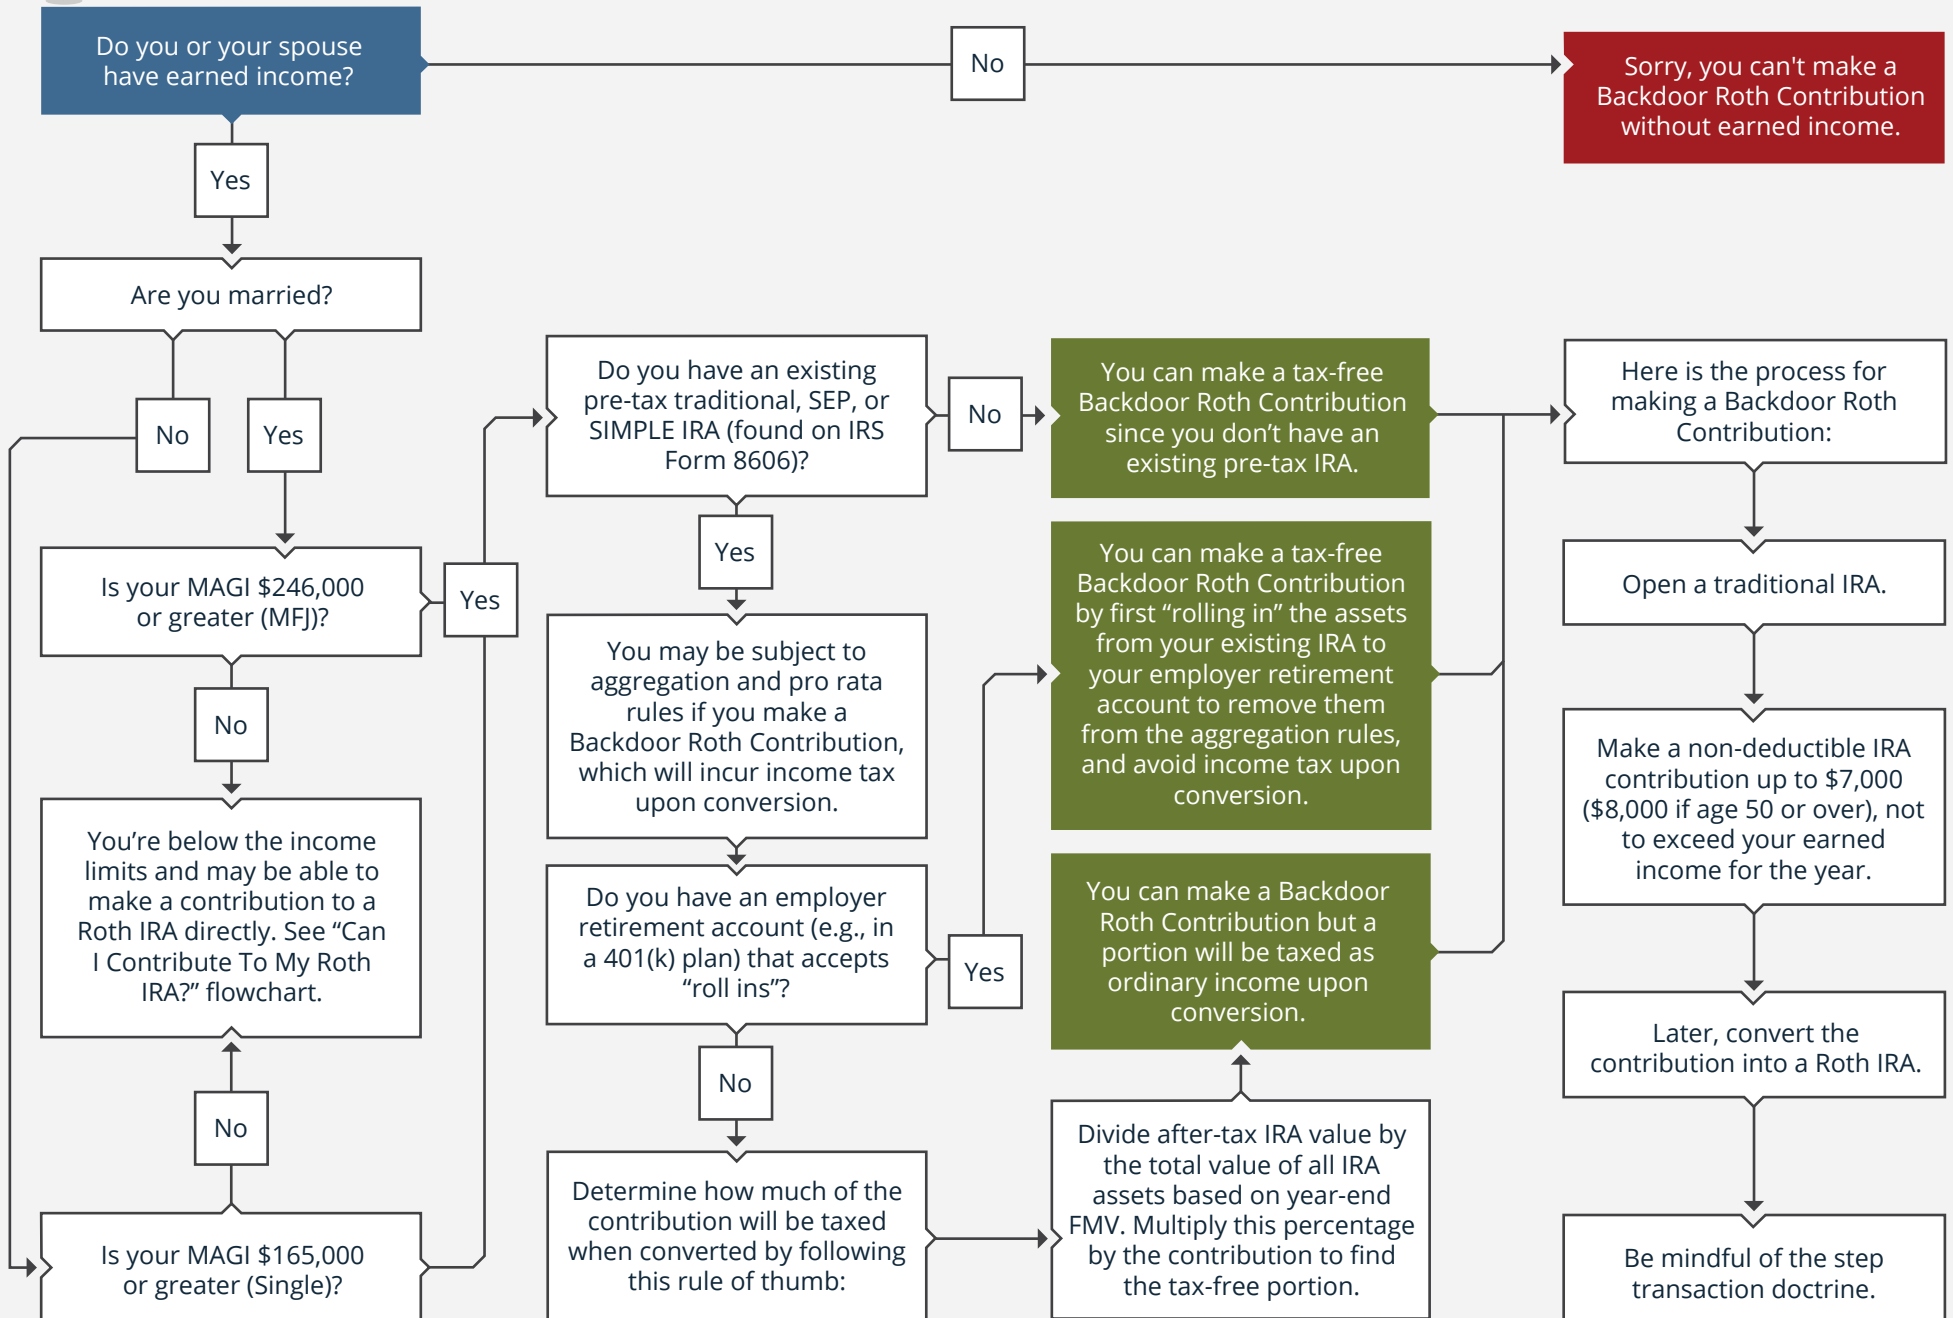 Do you or your spouse
have earned income?
No
Sorry, you can't make a
Backdoor Roth Contribution
without earned income.
Yes
Are you married?
No
Yes
Is your MAGI $246,000
or greater (MFJ)?
Yes
No
You’re below the income
limits and may be able to
make a contribution to a
Roth IRA directly. See “Can
I Contribute To My Roth
IRA?” flowchart.
No
Is your MAGI $165,000
or greater (Single)?
Do you have an existing
pre-tax traditional, SEP, or
SIMPLE IRA (found on IRS
Form 8606)?
No
Yes
You may be subject to
aggregation and pro rata
rules if you make a
Backdoor Roth Contribution,
which will incur income tax
upon conversion.
Do you have an employer
retirement account (e.g., in
a 401(k) plan) that accepts
“roll ins”?
Yes
No
Determine how much of the
contribution will be taxed
when converted by following
this rule of thumb:
You can make a tax-free
Backdoor Roth Contribution
since you don’t have an
existing pre-tax IRA.
You can make a tax-free
Backdoor Roth Contribution
by first “rolling in” the assets
from your existing IRA to
your employer retirement
account to remove them
from the aggregation rules,
and avoid income tax upon
conversion.
You can make a Backdoor
Roth Contribution but a
portion will be taxed as
ordinary income upon
conversion.
Divide after-tax IRA value by
the total value of all IRA
assets based on year-end
FMV. Multiply this percentage
by the contribution to find
the tax-free portion.
Here is the process for
making a Backdoor Roth
Contribution:
Open a traditional IRA.
Make a non-deductible IRA
contribution up to $7,000
($8,000 if age 50 or over), not
to exceed your earned
income for the year.
Later, convert the
contribution into a Roth IRA.
Be mindful of the step
transaction doctrine.